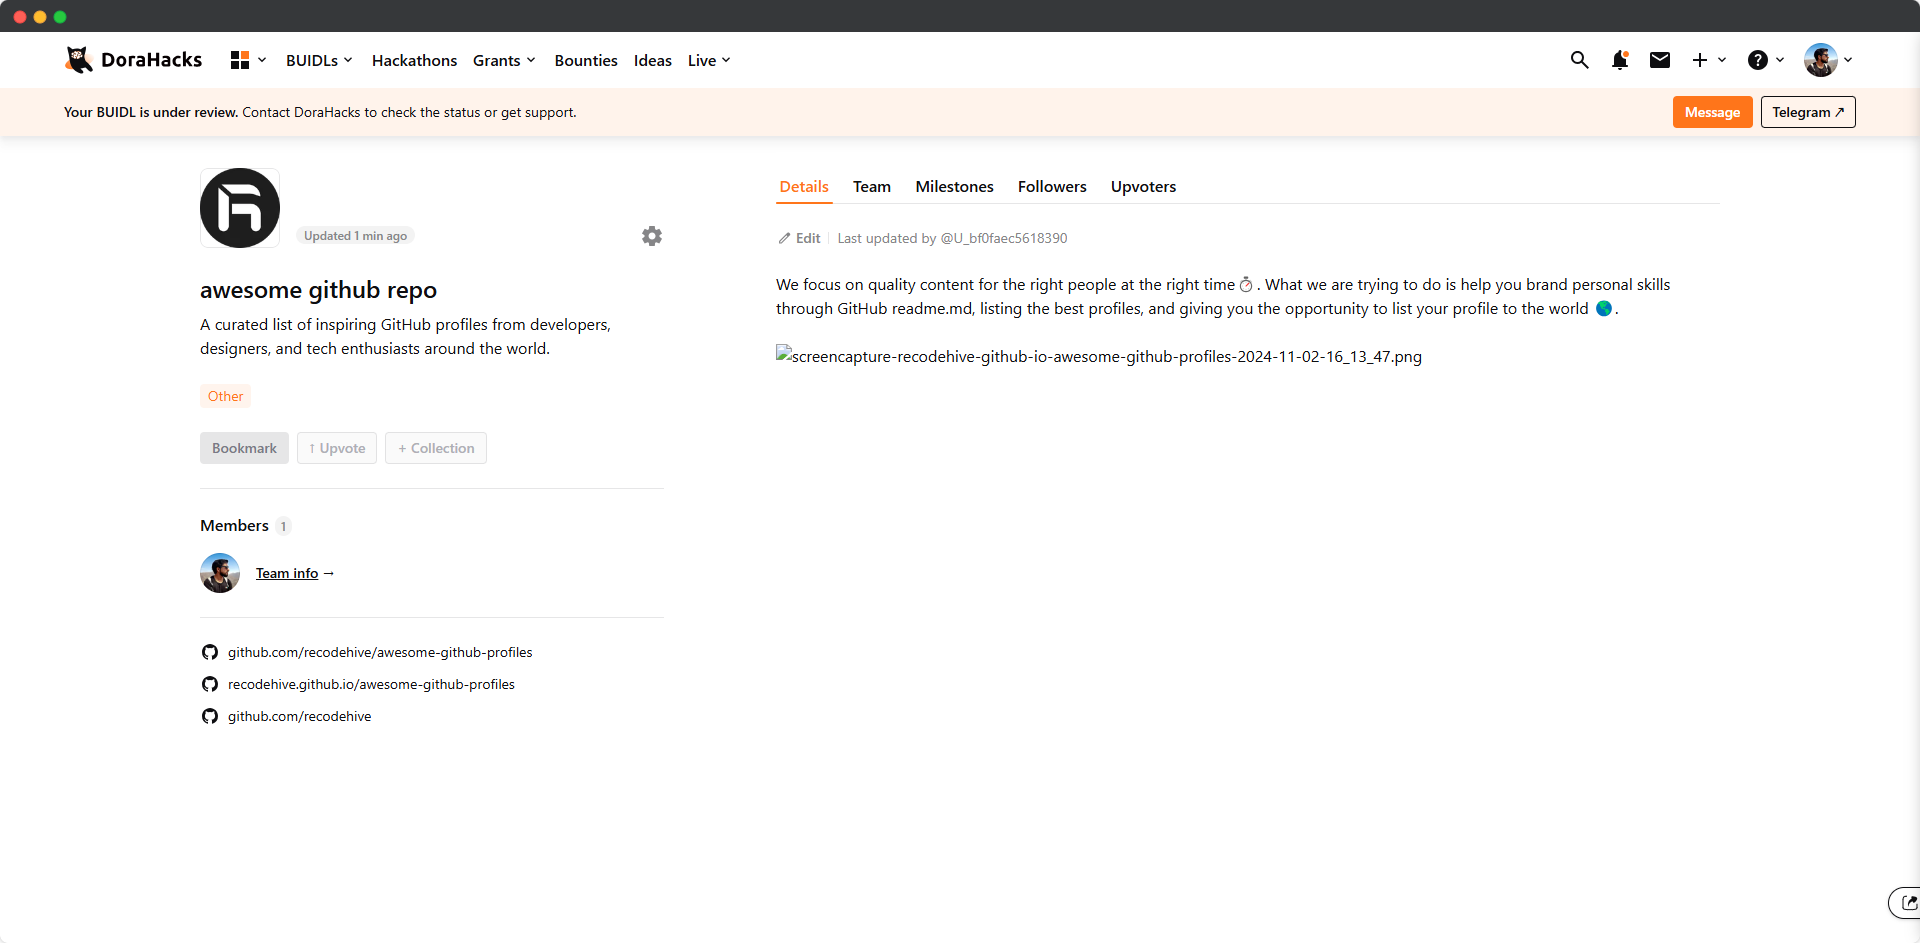 DoraHacks
BUIDLs
Hackathons
Grants
Bounties
Ideas
Live
Your BUIDL is under review. Contact DoraHacks to check the status or get support.
Message
Telegram ↗
Updated 1 min ago
awesome github repo
A curated list of inspiring GitHub profiles from developers,
designers, and tech enthusiasts around the world.
Other
Bookmark
↑ Upvote
+ Collection
Members 1
Team info →
github.com/recodehive/awesome-github-profiles
recodehive.github.io/awesome-github-profiles
github.com/recodehive
Details
Team
Milestones
Followers
Upvoters
Edit
Last updated by @U_bf0faec5618390
We focus on quality content for the right people at the right time⏱. What we are trying to do is help you brand personal skills
through GitHub readme.md, listing the best profiles, and giving you the opportunity to list your profile to the world 🌎.
screencapture-recodehive-github-io-awesome-github-profiles-2024-11-02-16_13_47.png